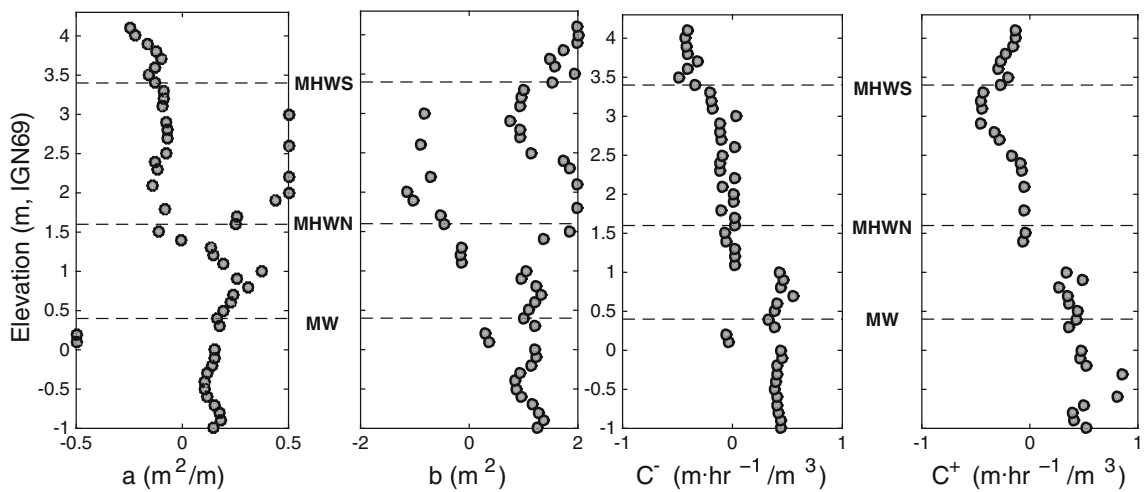 4
3.5
3
2.5
2
1.5
1
0.5
0
-0.5
-1
Elevation (m, IGN69)
MHWS
MHWN
MW
MHWS
MHWN
MW
-0.5 0 0.5
-2 0 2
-1 0 1
-1 0 1
a (m²/m)
b (m²)
C⁻ (m·hr⁻¹/m³)
C⁺ (m·hr⁻¹/m³)